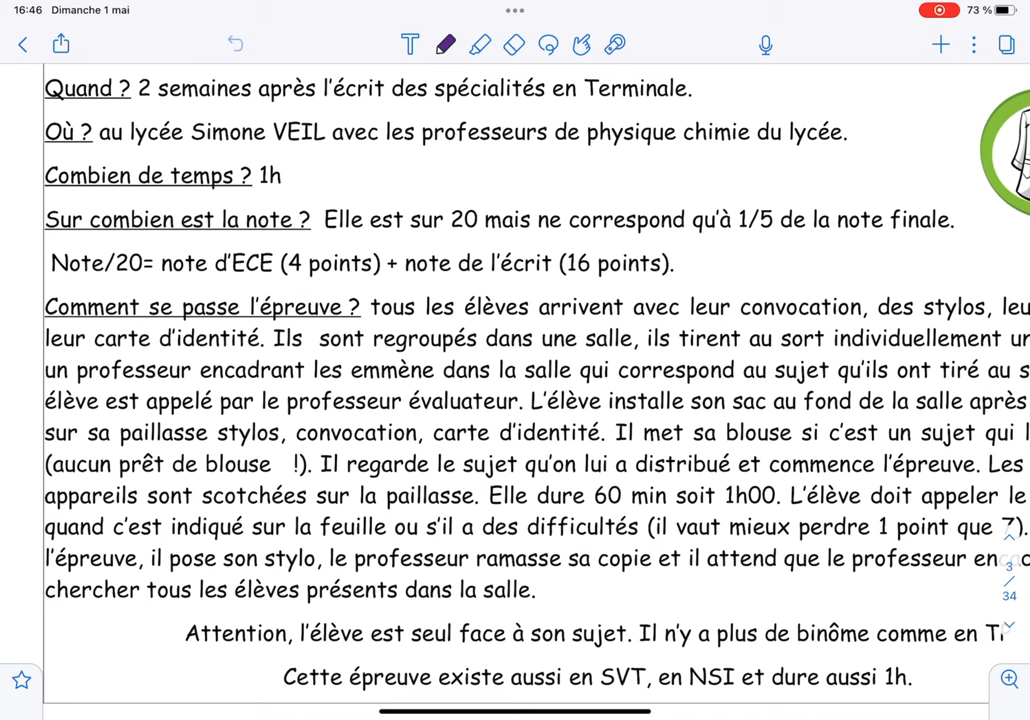 16:46 Dimanche 1 mai
73 %
Quand ? 2 semaines après l'écrit des spécialités en Terminale.
Où ? au lycée Simone VEIL avec les professeurs de physique chimie du lycée.
Combien de temps ? 1h
Sur combien est la note ? Elle est sur 20 mais ne correspond qu'à 1/5 de la note finale.
Note/20= note d'ECE (4 points) + note de l'écrit (16 points).
Comment se passe l'épreuve ? tous les élèves arrivent avec leur convocation, des stylos,
leur carte d'identité. Ils sont regroupés dans une salle, ils tirent au sort individuellement
un professeur encadrant les emmène dans la salle qui correspond au sujet qu'ils ont tiré au
élève est appelé par le professeur évaluateur. L'élève installe son sac au fond de la salle après
sur sa paillasse stylos, convocation, carte d'identité. Il met sa blouse si c'est un sujet qui
(aucun prêt de blouse !). Il regarde le sujet qu'on lui a distribué et commence l'épreuve. Les
appareils sont scotchées sur la paillasse. Elle dure 60 min soit 1h00. L'élève doit appeler le
quand c'est indiqué sur la feuille ou s'il a des difficultés (il vaut mieux perdre 1 point que 7).
l'épreuve, il pose son stylo, le professeur ramasse sa copie et il attend que le professeur
3
/
34
chercher tous les élèves présents dans la salle.
Attention, l'élève est seul face à son sujet. Il n'y a plus de binôme comme en
Cette épreuve existe aussi en SVT, en NSI et dure aussi 1h.